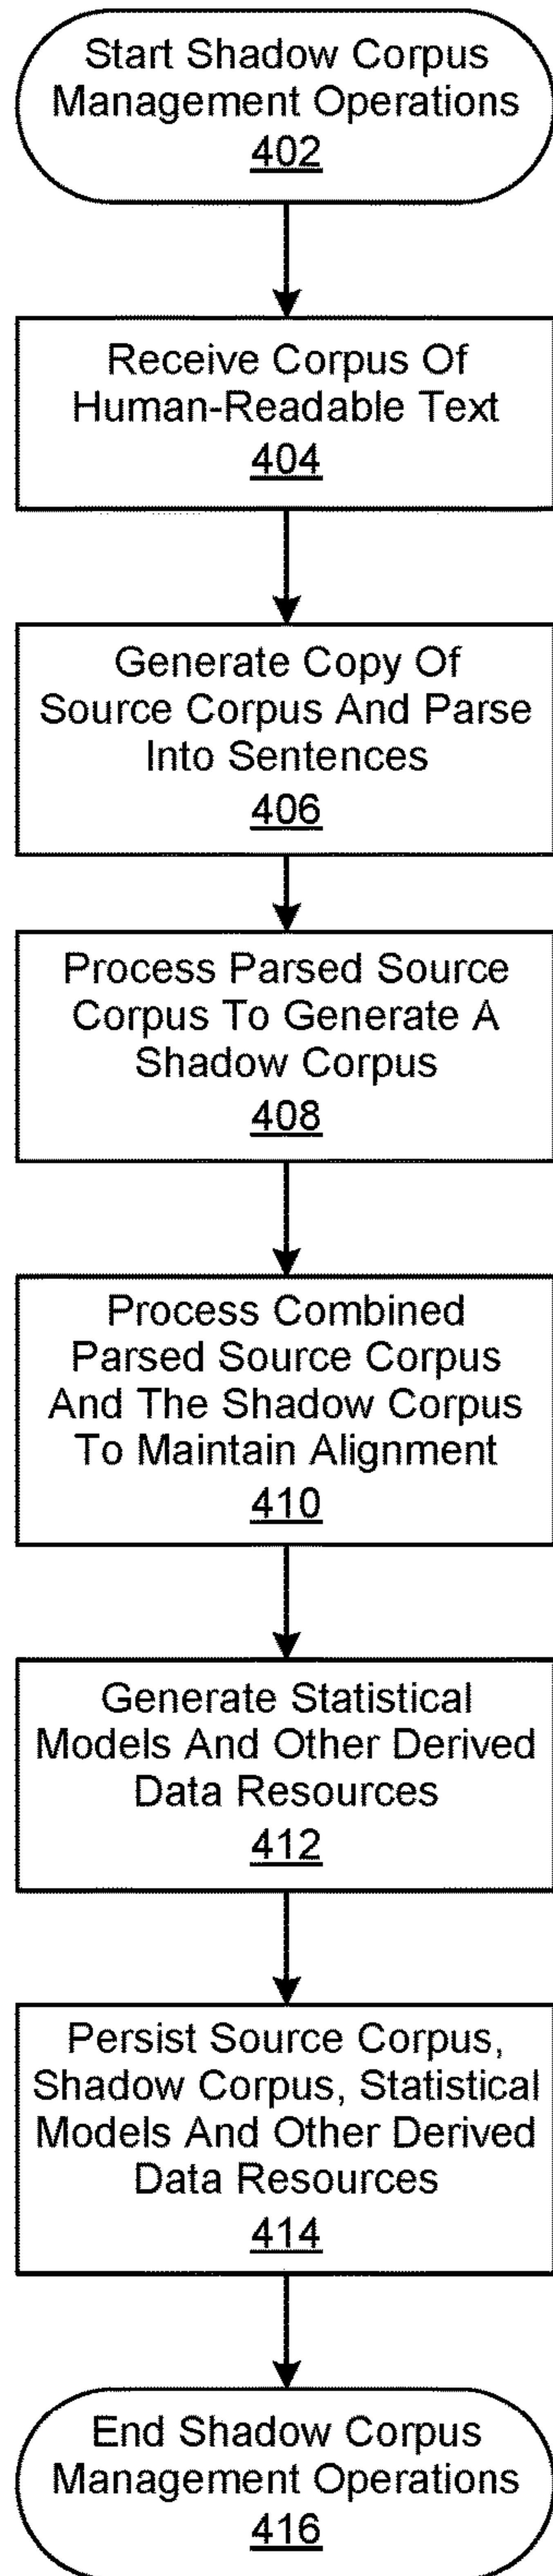 Start Shadow Corpus
Management Operations
402
Receive Corpus Of
Human-Readable Text
404
Generate Copy Of
Source Corpus And Parse
Into Sentences
406
Process Parsed Source
Corpus To Generate A
Shadow Corpus
408
Process Combined
Parsed Source Corpus
And The Shadow Corpus
To Maintain Alignment
410
Generate Statistical
Models And Other Derived
Data Resources
412
Persist Source Corpus,
Shadow Corpus, Statistical
Models And Other Derived
Data Resources
414
End Shadow Corpus
Management Operations
416